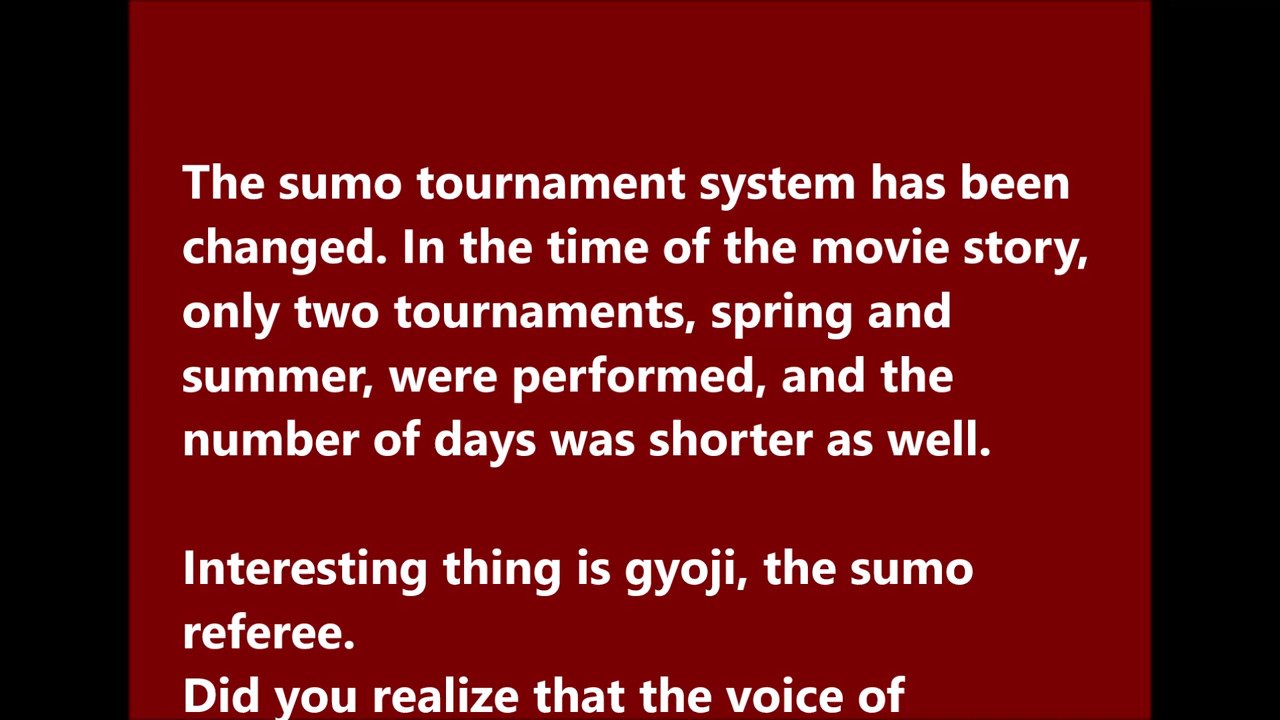 The sumo tournament system has been
changed. In the time of the movie story,
only two tournaments, spring and
summer, were performed, and the
number of days was shorter as well.
Interesting thing is gyoji, the sumo
referee.
Did you realize that the voice of